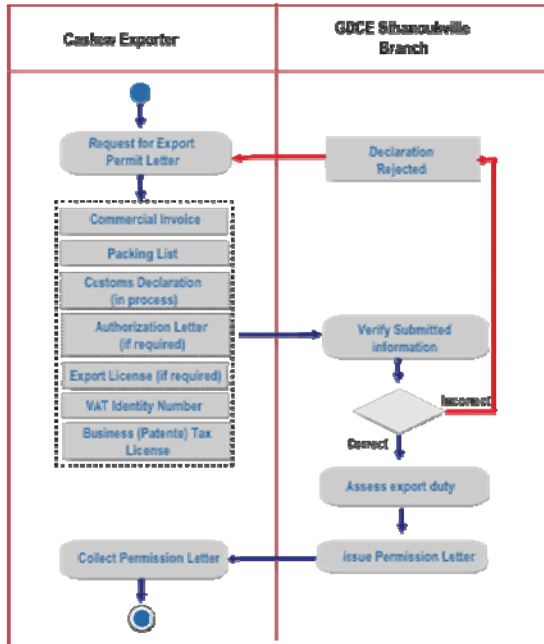 Cashew Exporter
GDCE Sihanoukville
Branch
Request for Export
Permit Letter
Declaration
Rejected
Commercial Invoice
Packing List
Customs Declaration
(in process)
Authorization Letter
(if required)
Verify Submitted
information
Export License (if required)
VAT Identity Number
Business (Patente) Tax
License
Incorrect
Correct
Assess export duty
Collect Permission Letter
issue Permission Letter